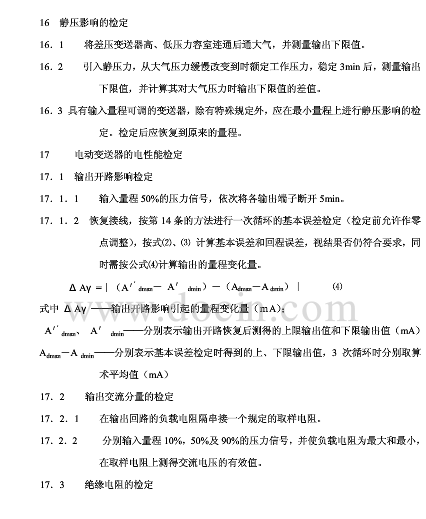 16 静压影响的检定
16.1 将差压变送器高、低压力容室连通后通大气，并测量输出下限值。
16.2 引入静压力，从大气压力缓慢改变到时额定工作压力，稳定 3min 后，测量输出
下限值，并计算其对大气压力时输出下限值的差值。
16.3 具有输入量程可调的变送器，除有特殊规定外，应在最小量程上进行静压影响的检
定。检定后应恢复到原来的量程。
17 电动变送器的电性能检定
17.1 输出开路影响检定
17.1.1 输入量程 50%的压力信号，依次将各输出端子断开 5min。
17.1.2 恢复接线，按第 14 条的方法进行一次循环的基本误差检定（检定前允许作零
点调整），按式⑵、⑶ 计算基本误差和回程误差，视结果否仍符合要求，同
时需按公式⑷计算输出的量程变化量。
Δ Ay =| （A′ dmax－ A′ dmin）－（Admax－A dmin）| ⑷
式中 Δ Ay ——输出开路影响引起的量程变化量（mA）；
A′ dmax、 A′ dmin——分别表示输出开路恢复后测得的上限输出值和下限输出值（mA）
Admax－A dmin——分别表示基本误差检定时得到的上、下限输出值，3 次循环时分别取算
术平均值（mA）
17.2 输出交流分量的检定
17.2.1 在输出回路的负载电阻隔串接一个规定的取样电阻。
17.2.2 分别输入量程 10%，50%及 90%的压力信号，并使负载电阻为最大和最小，
在取样电阻上测得交流电压的有效值。
17.3 绝缘电阻的检定